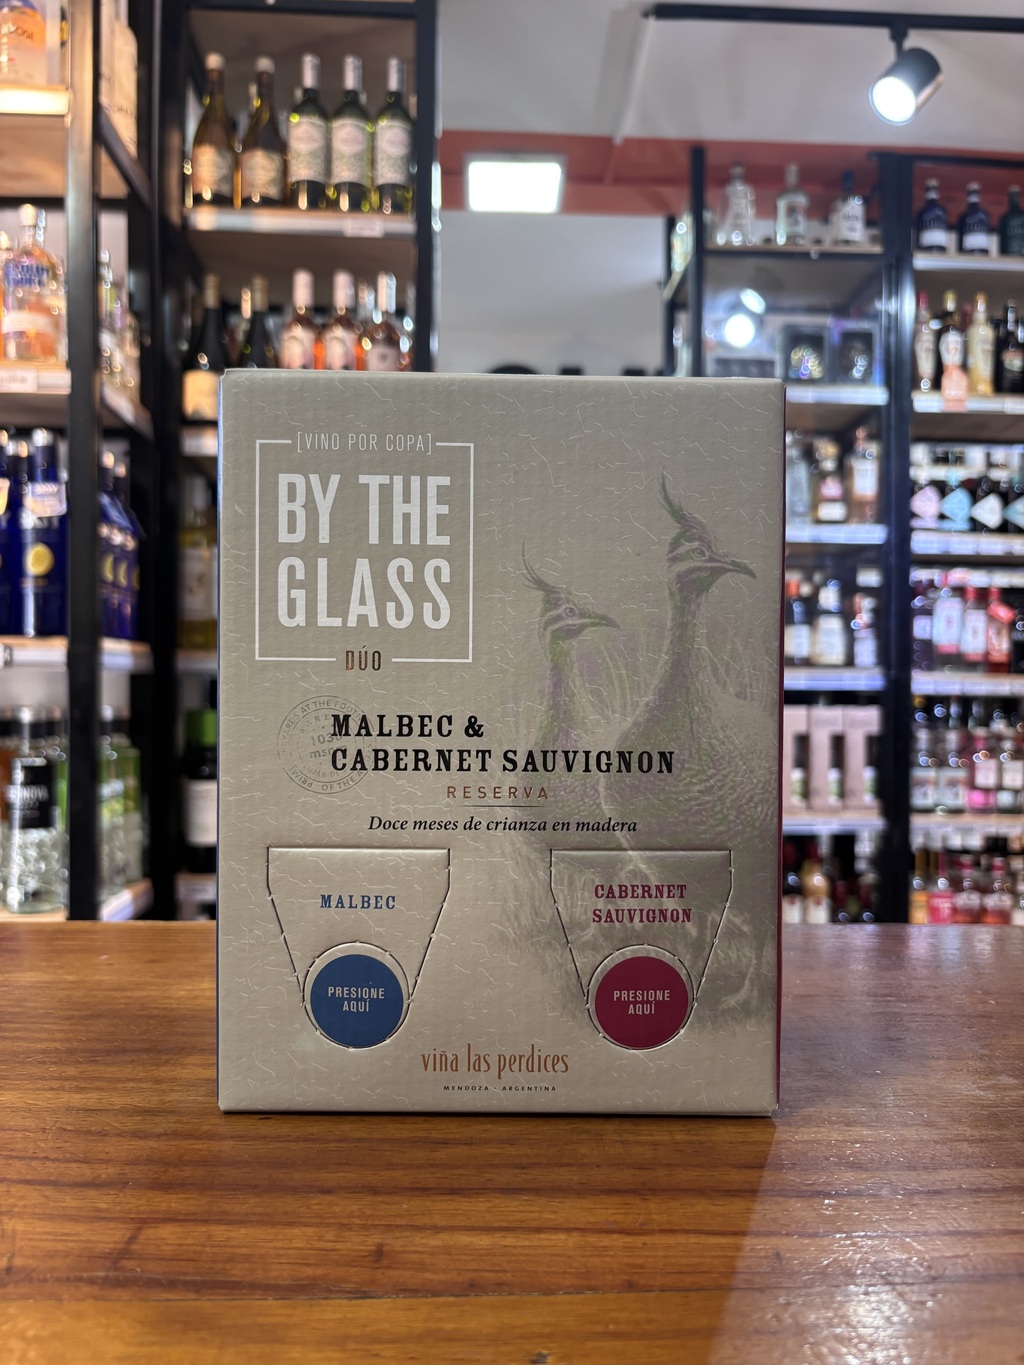 [VINO POR COPA]
BY THE
GLASS
DÚO
MALBEC &
CABERNET SAUVIGNON
RESERVA
Doce meses de crianza en madera
MALBEC
PRESIONE
AQUÍ
CABERNET
SAUVIGNON
PRESIONE
AQUÍ
viña las perdices
MENDOZA - ARGENTINA